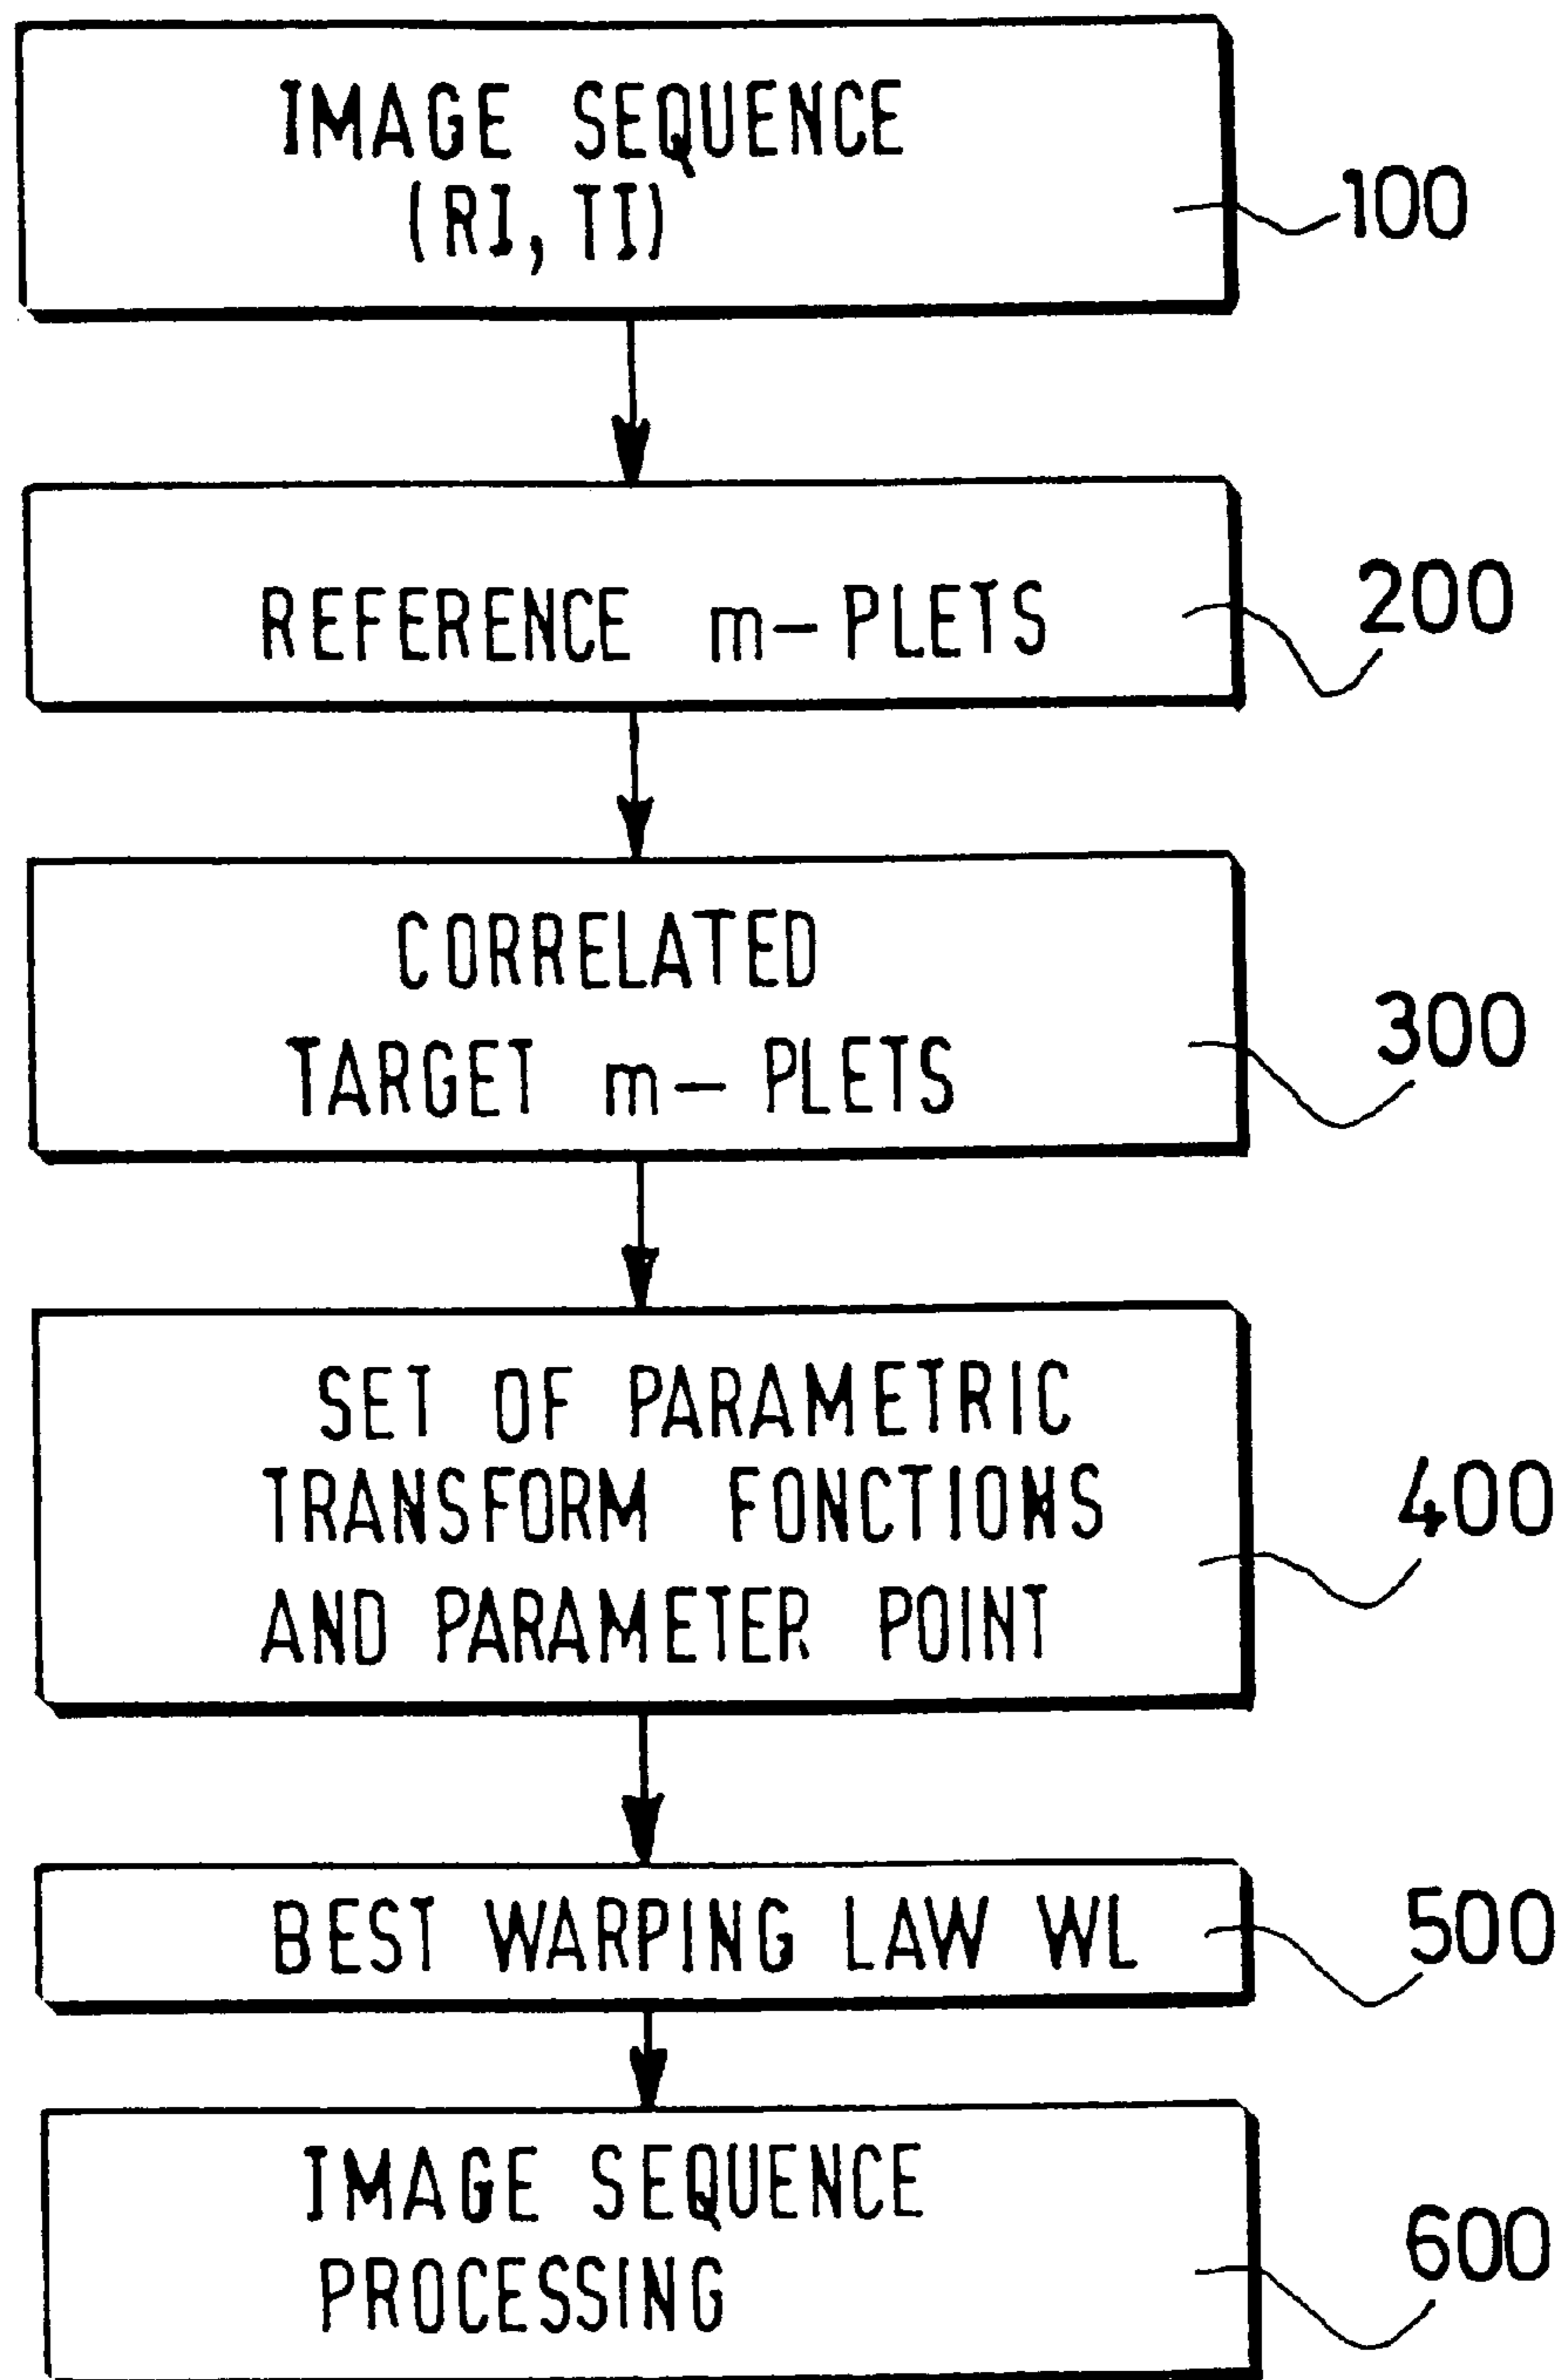 IMAGE SEQUENCE
(RI, TI)
100
REFERENCE m- PLETS
200
CORRELATED
TARGET m- PLETS
300
SET OF PARAMETRIC
TRANSFORM FONCTIONS
AND PARAMETER POINT
400
BEST WARPING LAW WL
500
IMAGE SEQUENCE
PROCESSING
600